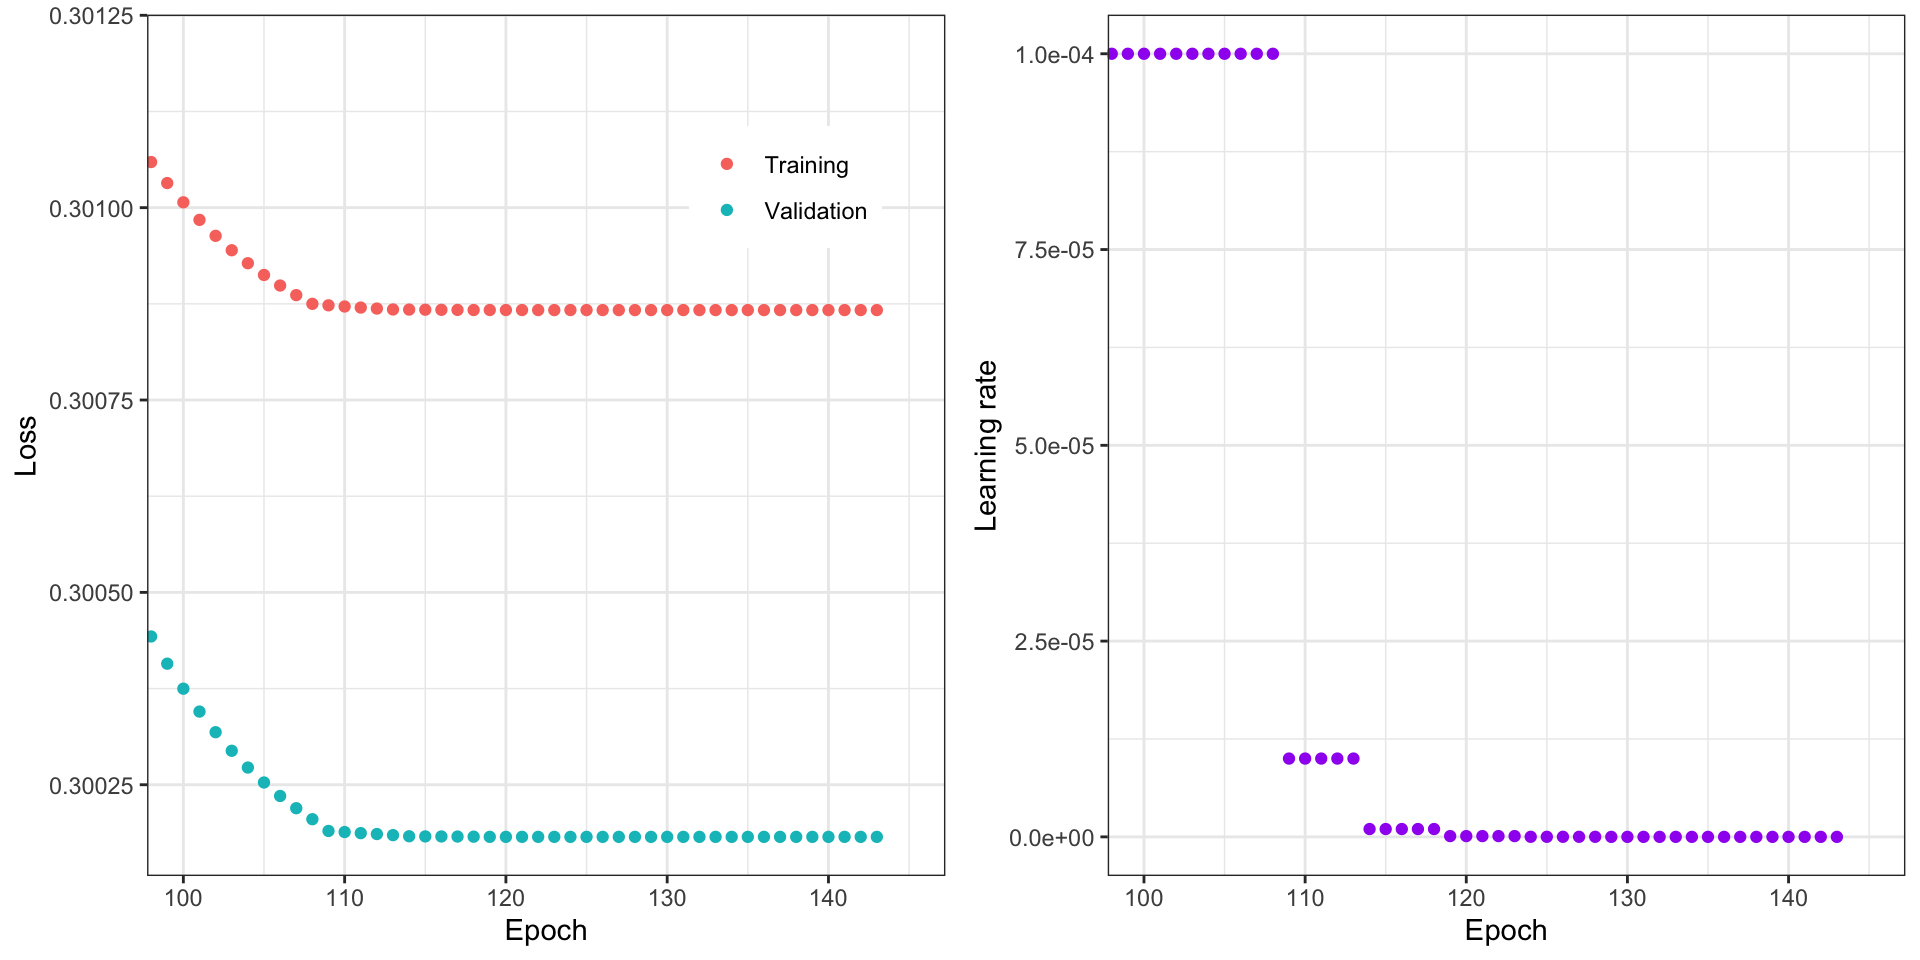 0.30125
0.30100
0.30075
0.30050
0.30025
Loss
Training
Validation
100 110 120 130 140
Epoch
1.0e-04
7.5e-05
5.0e-05
2.5e-05
0.0e+00
Learning rate
100 110 120 130 140
Epoch